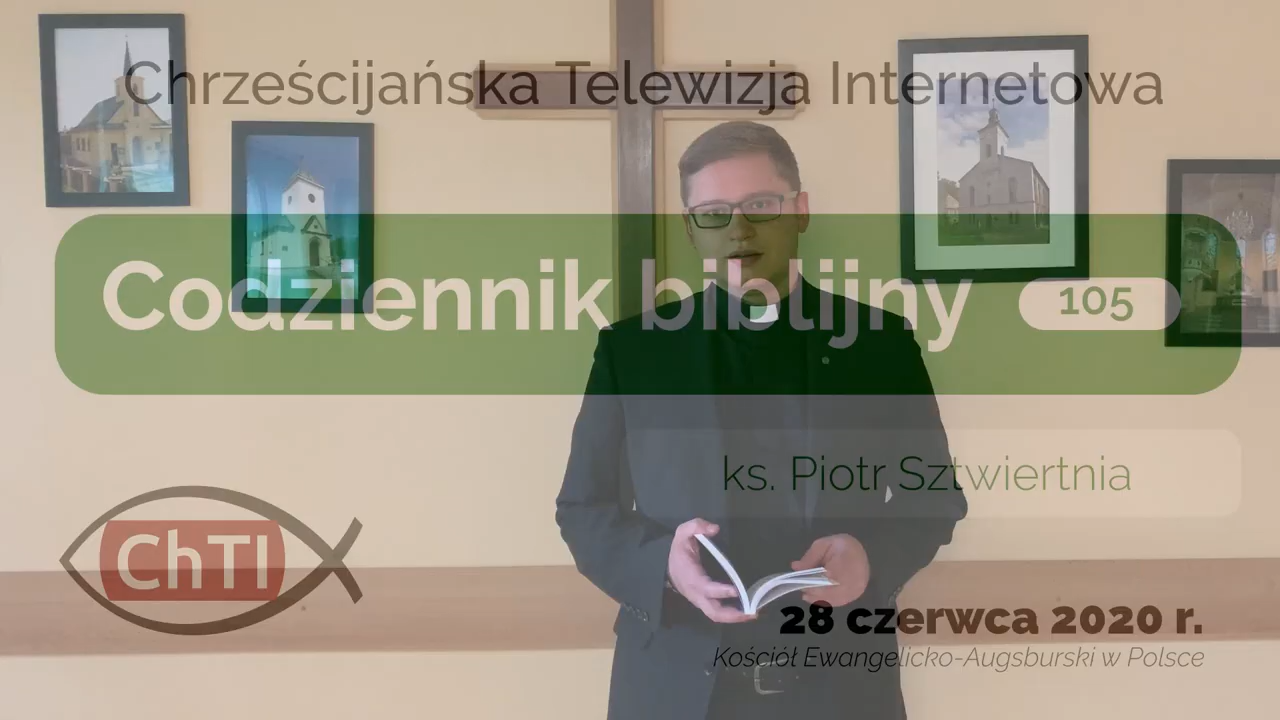 Chrześcijańska Telewizja Internetowa
Codziennik biblijny 105
ks. Piotr Sztwiertnia
ChTI
28 czerwca 2020 r.
Kościół Ewangelicko-Augsburski w Polsce